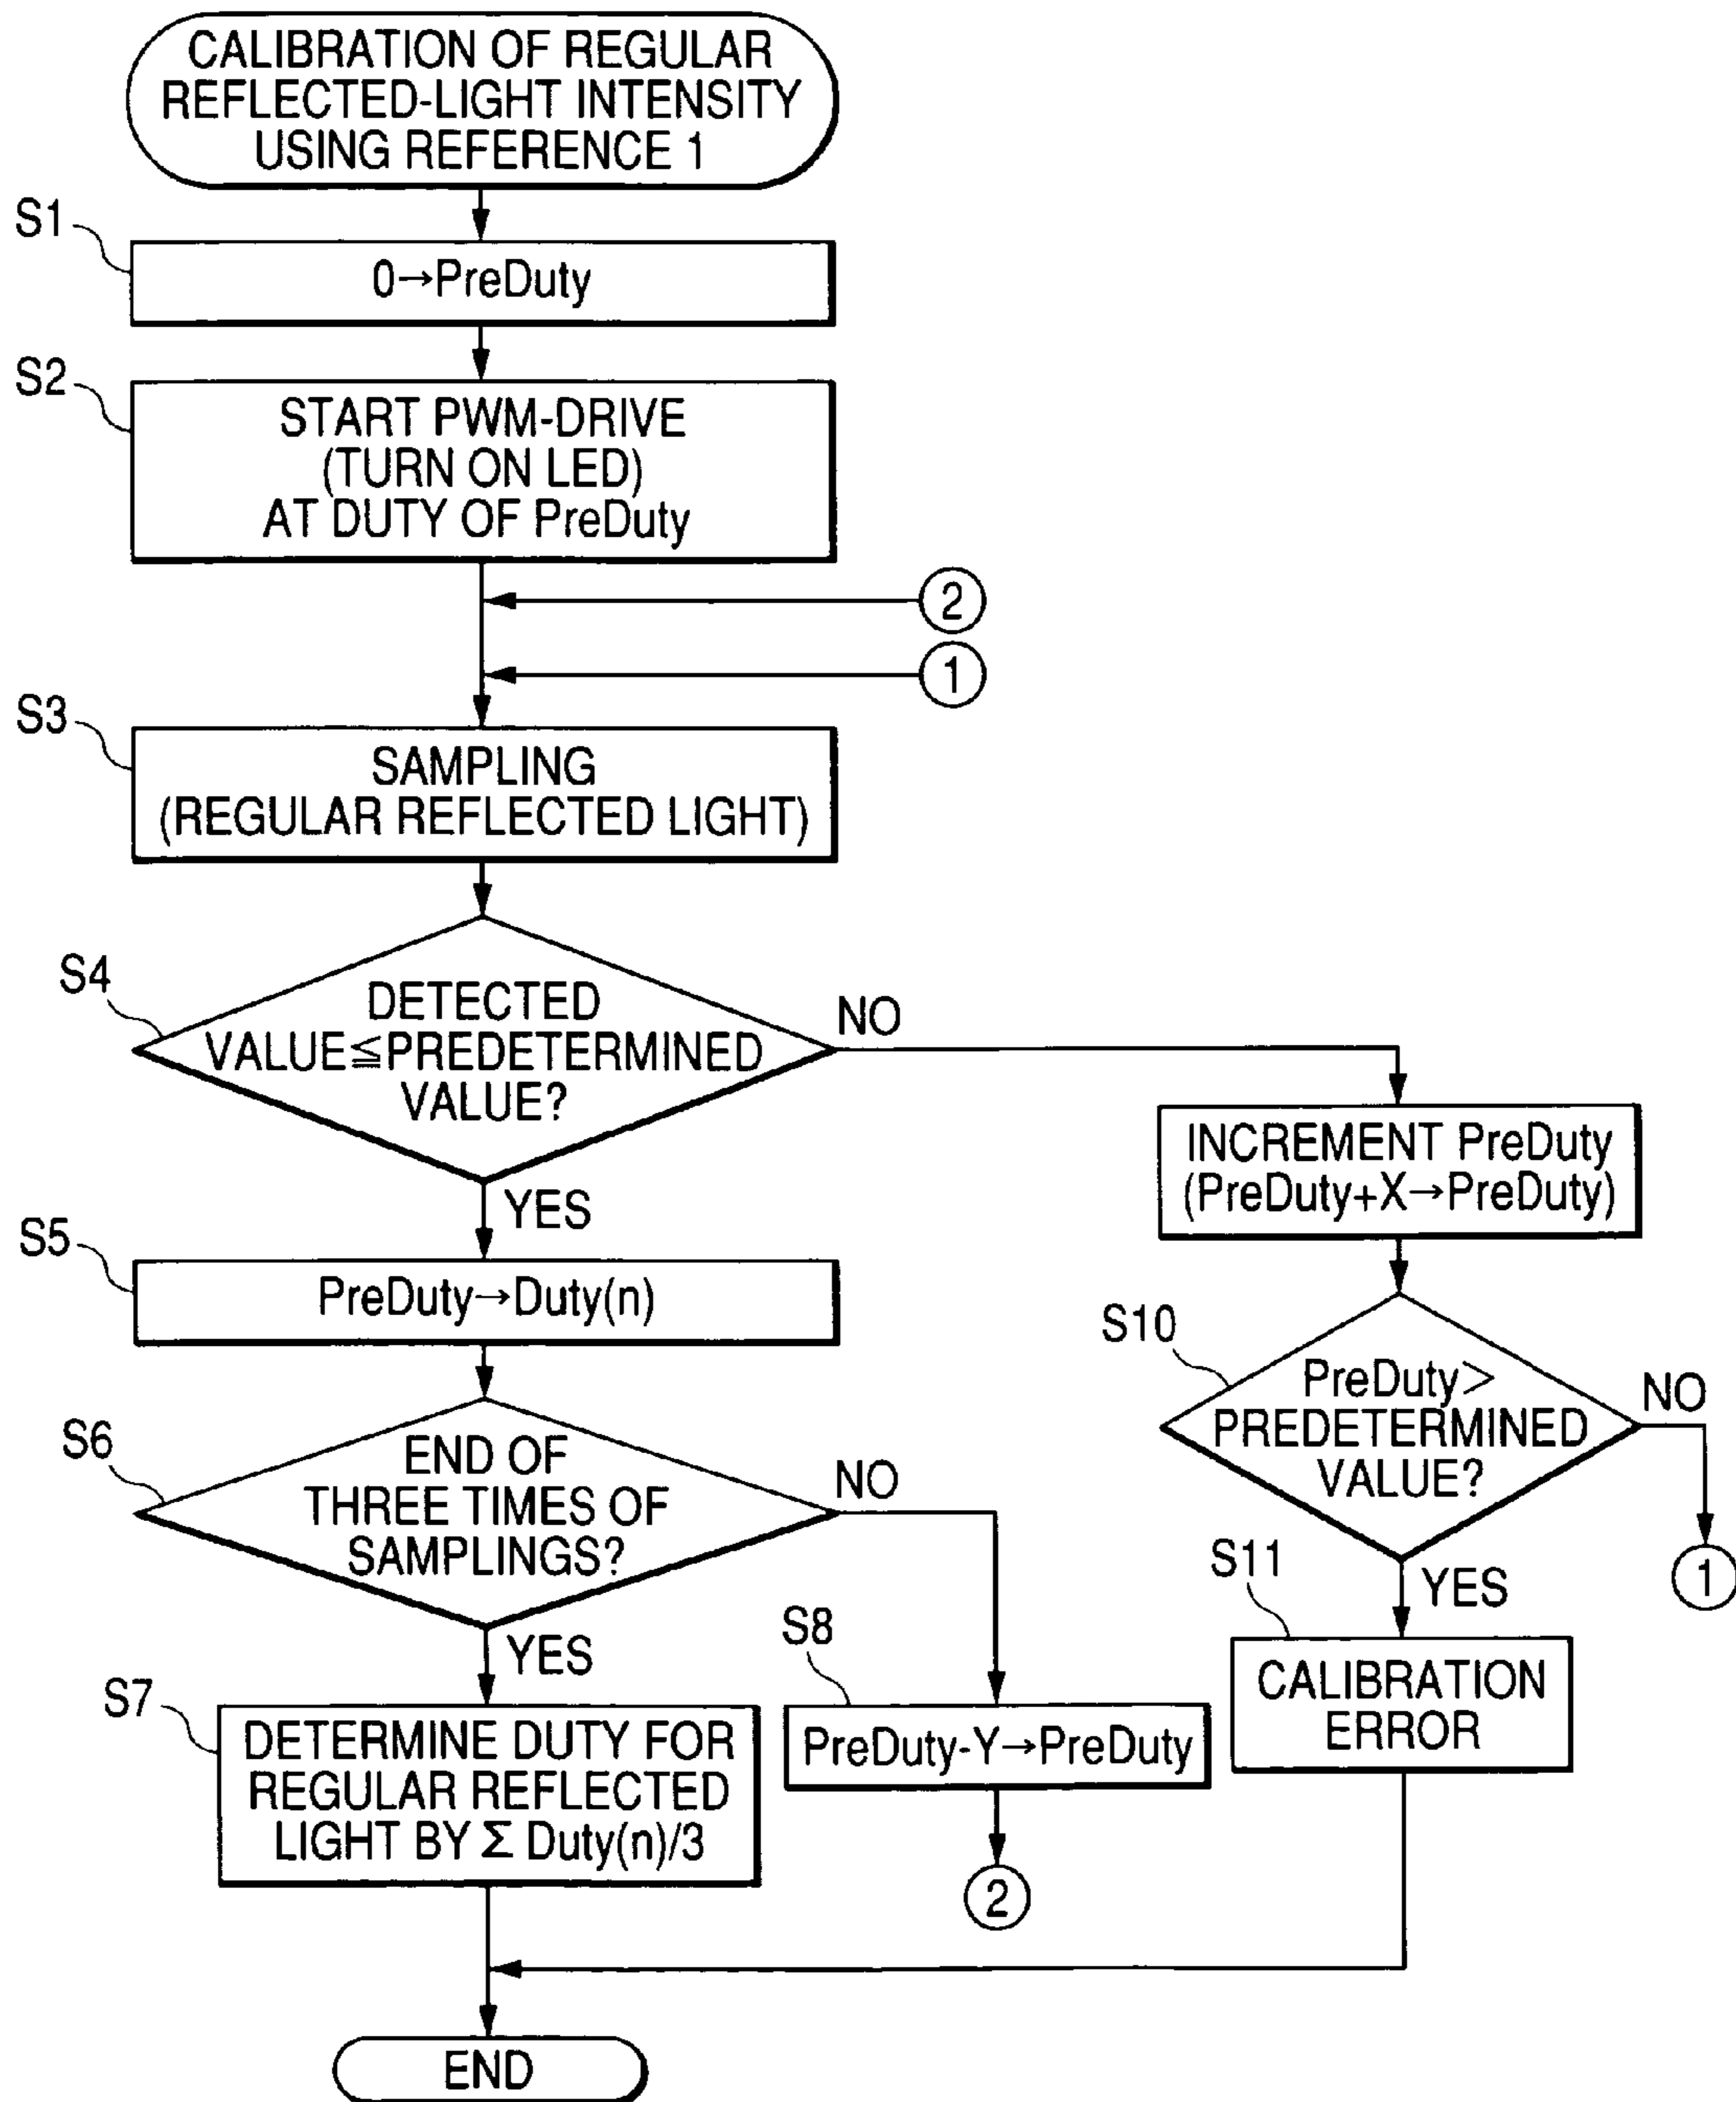 CALIBRATION OF REGULAR
REFLECTED-LIGHT INTENSITY
USING REFERENCE 1
S1
0→PreDuty
S2
START PWM-DRIVE
(TURN ON LED)
AT DUTY OF PreDuty
2
1
S3
SAMPLING
(REGULAR REFLECTED LIGHT)
S4
DETECTED
VALUE≦PREDETERMINED
VALUE?
NO
YES
INCREMENT PreDuty
(PreDuty+X→PreDuty)
S5
PreDuty→Duty(n)
S10
PreDuty>
PREDETERMINED
VALUE?
NO
1
YES
S6
END OF
THREE TIMES OF
SAMPLINGS?
NO
YES
S11
CALIBRATION
ERROR
S8
PreDuty-Y→PreDuty
2
S7
DETERMINE DUTY FOR
REGULAR REFLECTED
LIGHT BY Σ Duty(n)/3
END